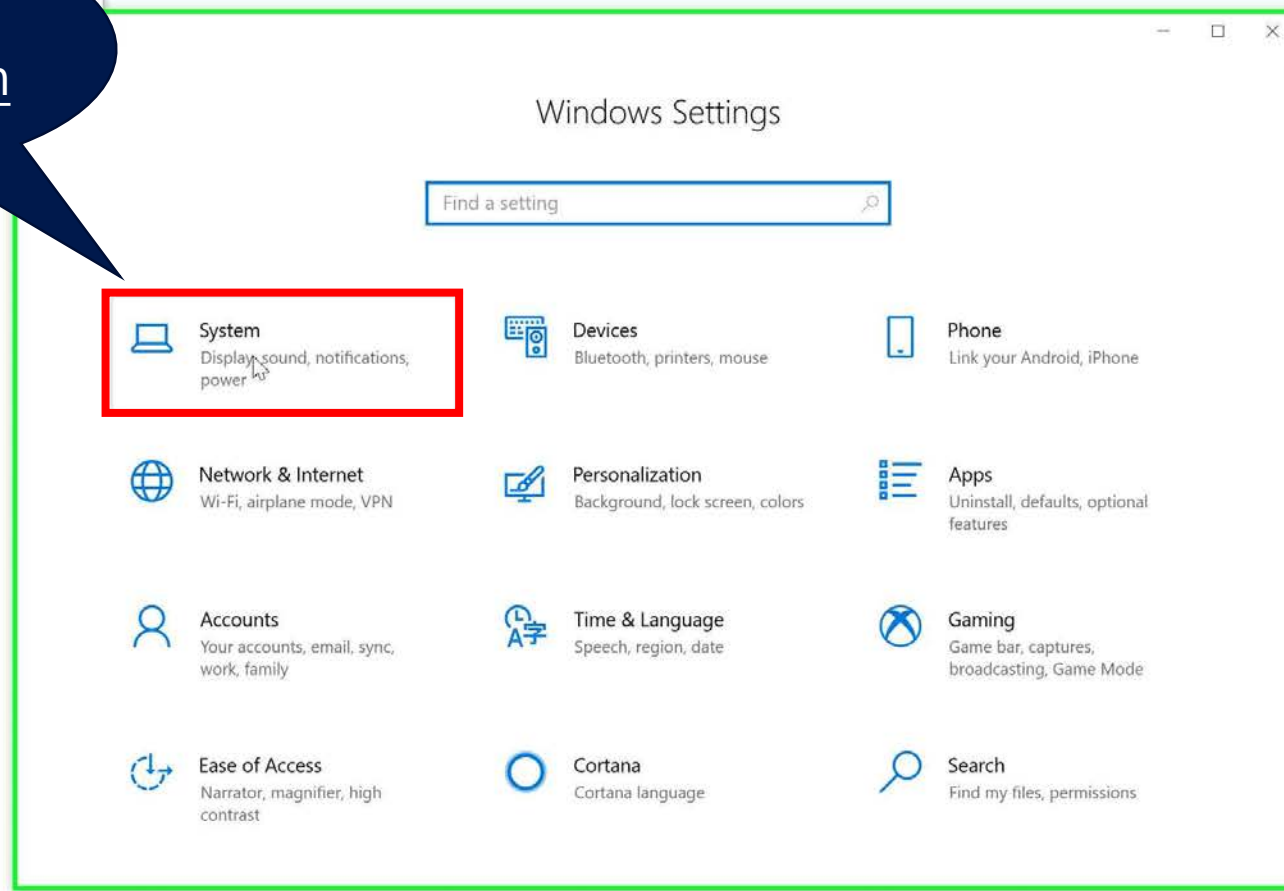 Windows Settings
Find a setting
System
Display, sound, notifications,
power
Devices
Bluetooth, printers, mouse
Phone
Link your Android, iPhone
Network & Internet
Wi-Fi, airplane mode, VPN
Personalization
Background, lock screen, colors
Apps
Uninstall, defaults, optional
features
Accounts
Your accounts, email, sync,
work, family
Time & Language
Speech, region, date
Gaming
Game bar, captures,
broadcasting, Game Mode
Ease of Access
Narrator, magnifier, high
contrast
Cortana
Cortana language
Search
Find my files, permissions